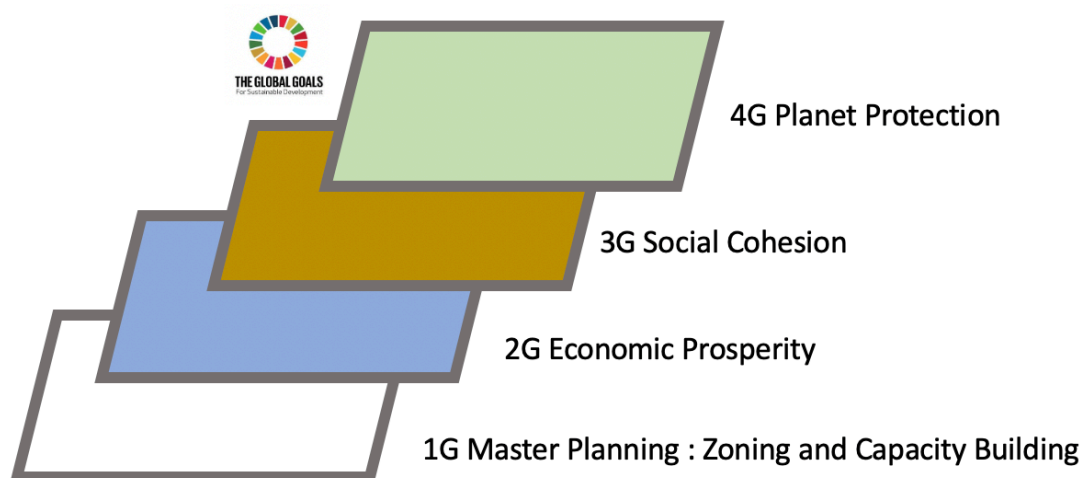 THE GLOBAL GOALS
For Sustainable Development
4G Planet Protection
3G Social Cohesion
2G Economic Prosperity
1G Master Planning : Zoning and Capacity Building